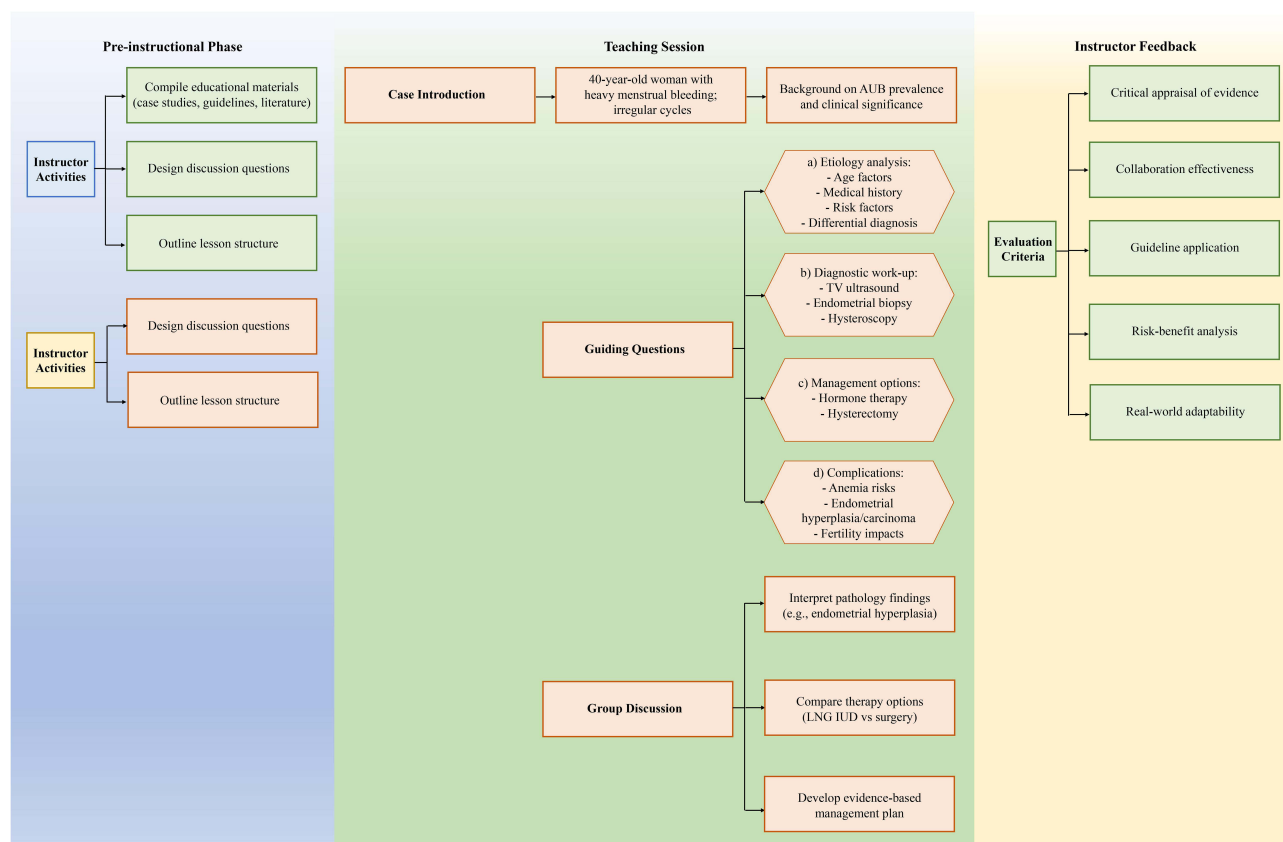 Pre-instructional Phase
Instructor
Activities
Compile educational materials
(case studies, guidelines, literature)
Design discussion questions
Outline lesson structure
Instructor
Activities
Design discussion questions
Outline lesson structure
Teaching Session
Case Introduction
40-year-old woman with
heavy menstrual bleeding;
irregular cycles
Background on AUB prevalence
and clinical significance
Guiding Questions
a) Etiology analysis:
- Age factors
- Medical history
- Risk factors
- Differential diagnosis
b) Diagnostic work-up:
- TV ultrasound
- Endometrial biopsy
- Hysteroscopy
c) Management options:
- Hormone therapy
- Hysterectomy
d) Complications:
- Anemia risks
- Endometrial
hyperplasia/carcinoma
- Fertility impacts
Group Discussion
Interpret pathology findings
(e.g., endometrial hyperplasia)
Compare therapy options
(LNG IUD vs surgery)
Develop evidence-based
management plan
Instructor Feedback
Evaluation
Criteria
Critical appraisal of evidence
Collaboration effectiveness
Guideline application
Risk-benefit analysis
Real-world adaptability